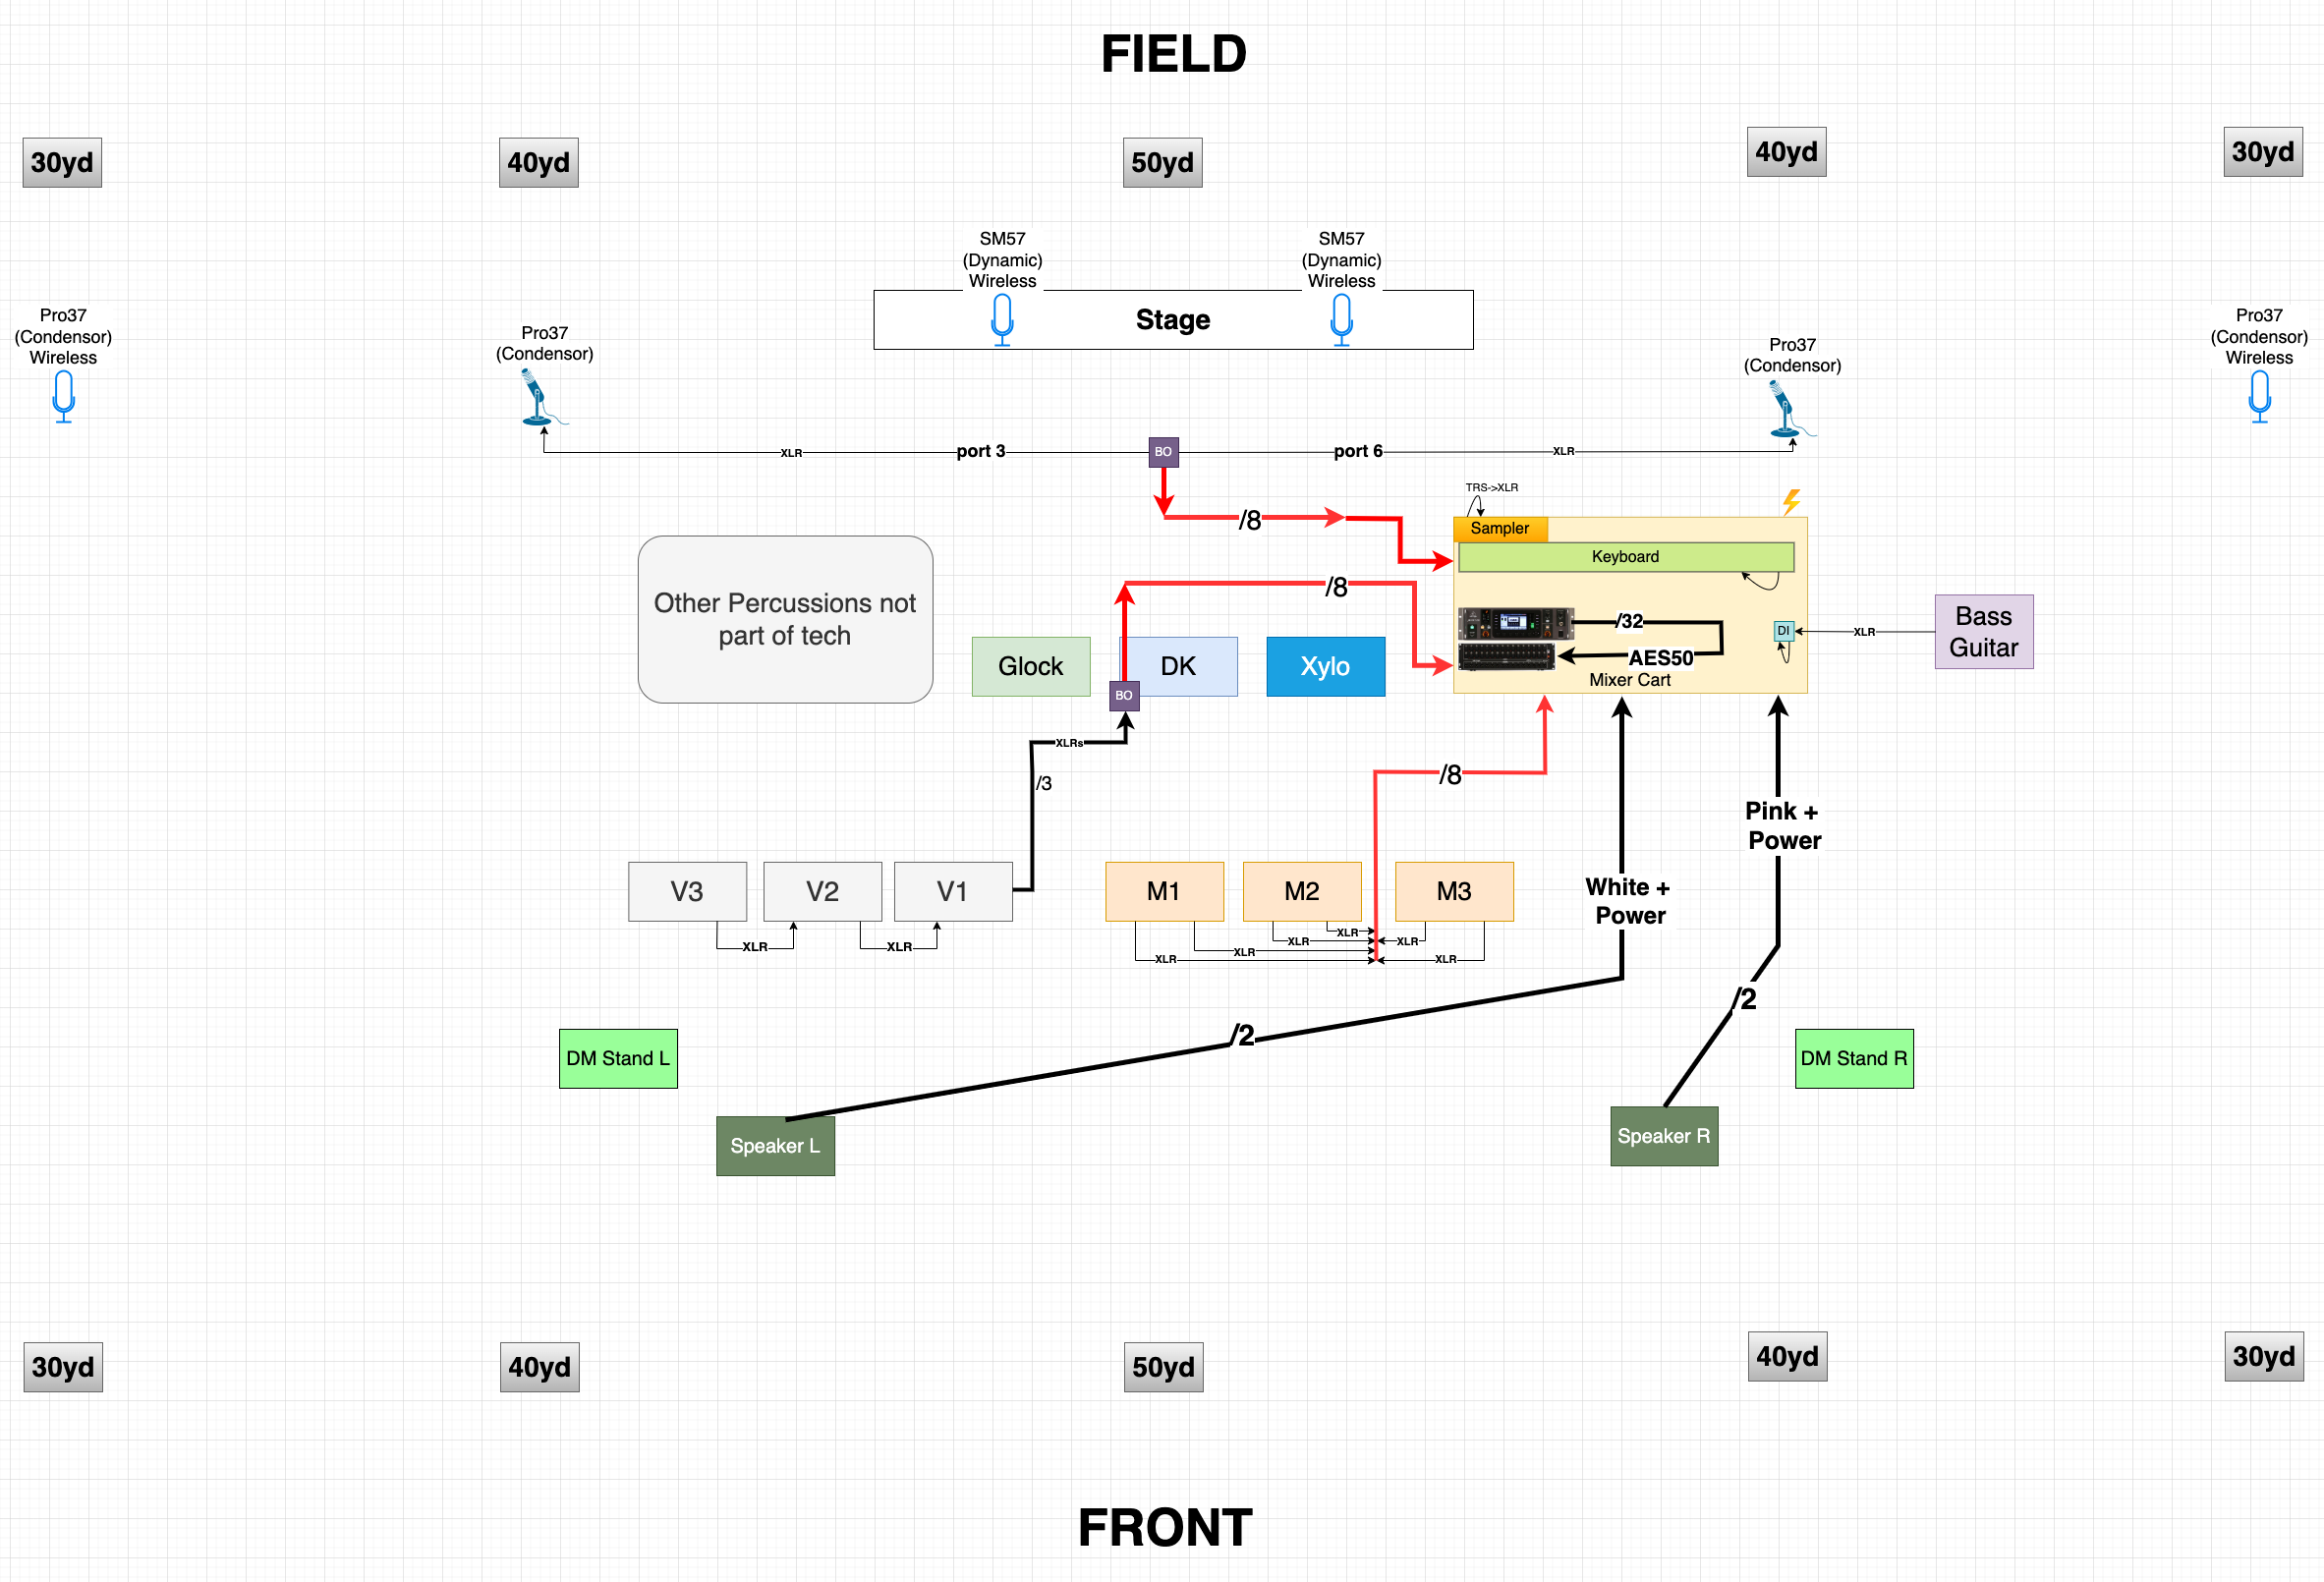 FIELD
30yd
40yd
50yd
40yd
30yd
SM57
(Dynamic)
Wireless
SM57
(Dynamic)
Wireless
Stage
Pro37
(Condensor)
Wireless
Pro37
(Condensor)
Pro37
(Condensor)
Pro37
(Condensor)
Wireless
XLR
port 3
BO
port 6
XLR
TRS->XLR
/8
Sampler
Keyboard
/8
Other Percussions not
part of tech
Glock
DK
Xylo
BO
/32
AES50
DI
Mixer Cart
XLR
Bass
Guitar
XLRs
/3
/8
Pink +
Power
White +
Power
V3
V2
V1
M1
M2
M3
XLR
XLR
XLR
XLR
XLR
XLR
XLR
XLR
/2
/2
DM Stand L
DM Stand R
Speaker L
Speaker R
30yd
40yd
50yd
40yd
30yd
FRONT